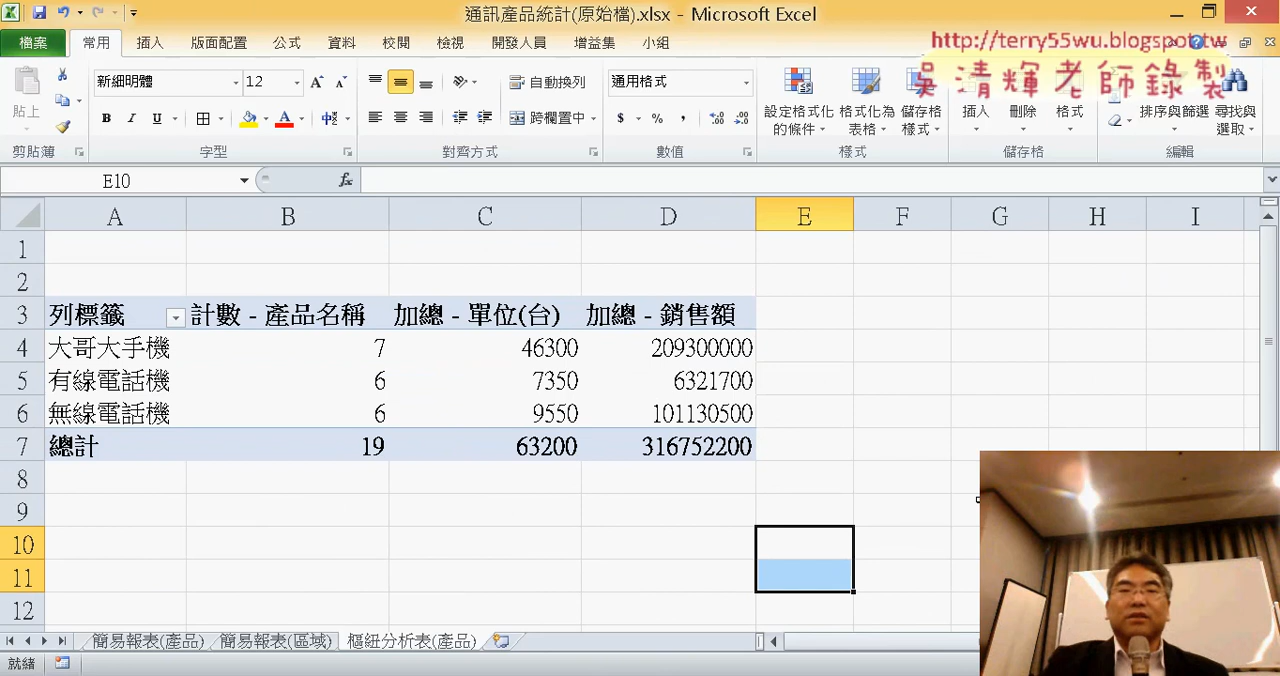 通訊產品統計(原始檔).xlsx - Microsoft Excel
檔案 常用 插入 版面配置 公式 資料 校閱 檢視 開發人員 增益集 小組
http://terry55wu.blogspot.tw
吳清輝老師錄製
貼上
新細明體 12
B I U A
自動換列
跨欄置中
通用格式
$ % ,
設定格式化的條件
格式化為表格
儲存格樣式
插入 刪除 格式
排序與篩選
尋找與選取
剪貼簿 字型 對齊方式 數值 樣式 儲存格 編輯
E10 fx
A B C D E F G H I
1
2
3 列標籤 計數 - 產品名稱 加總 - 單位(台) 加總 - 銷售額
4 大哥大手機 7 46300 209300000
5 有線電話機 6 7350 6321700
6 無線電話機 6 9550 101130500
7 總計 19 63200 316752200
8
9
10
11
12
簡易報表(產品) 簡易報表(區域) 樞紐分析表(產品)
就緒